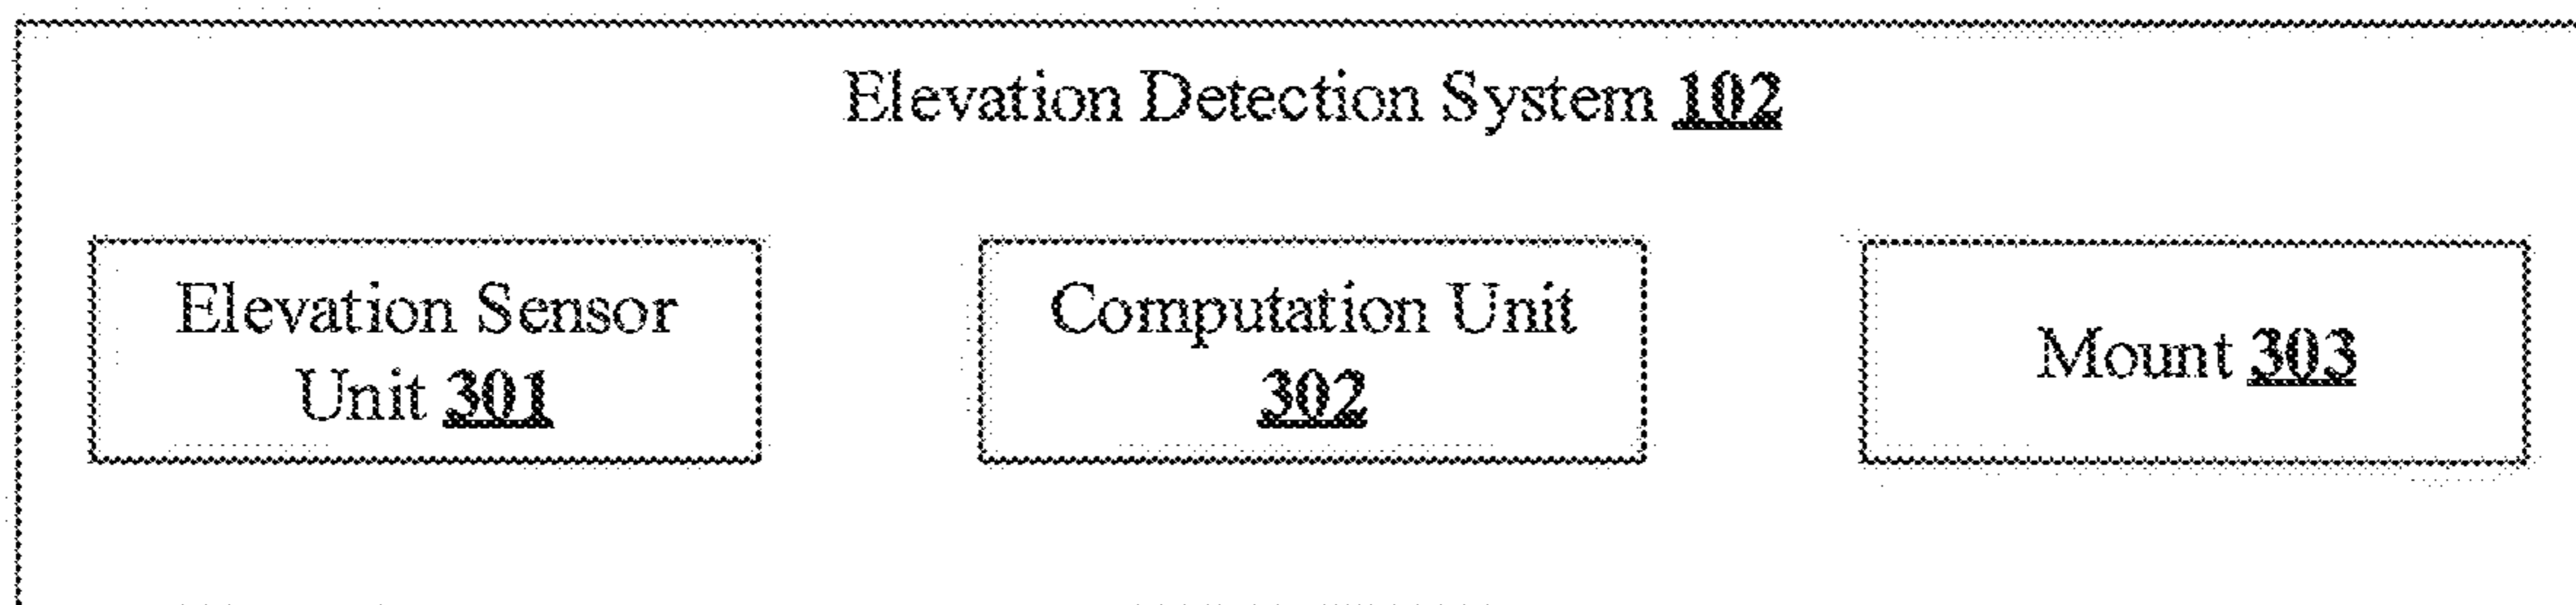 Elevation Detection System 102
Elevation Sensor
Unit 301
Computation Unit
302
Mount 303